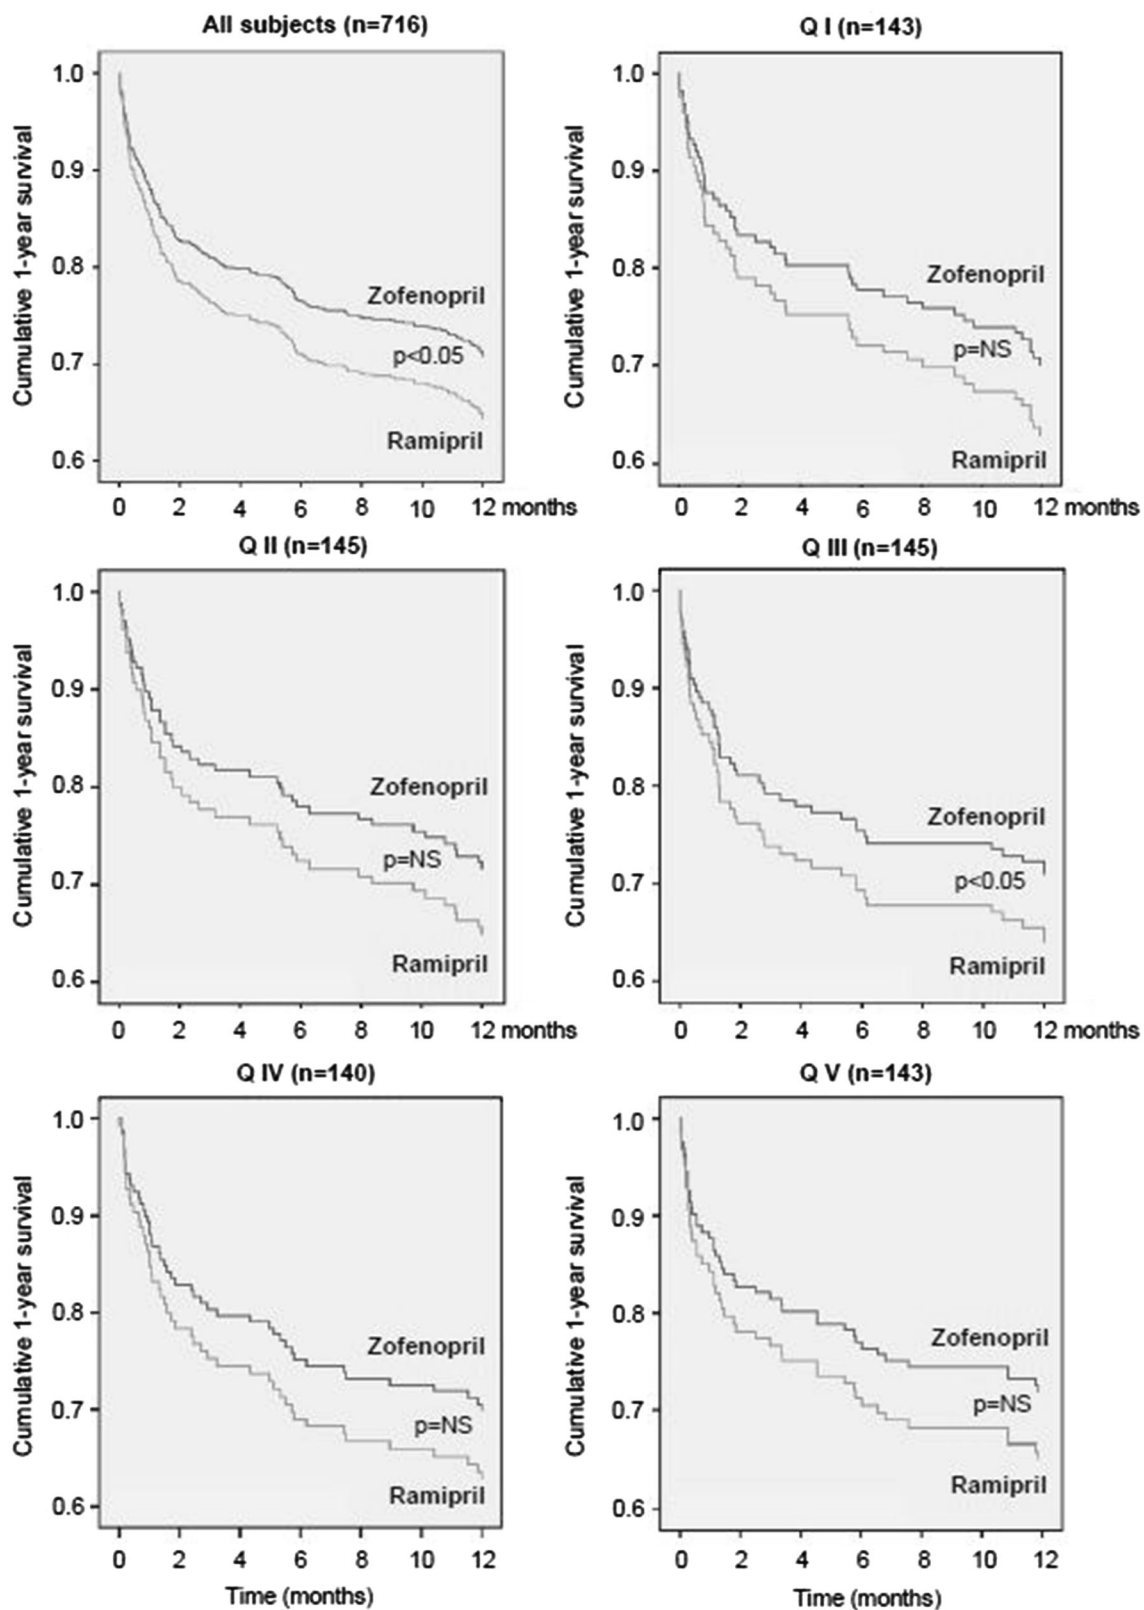 All subjects (n=716)
Cumulative 1-year survival
1.0
0.9
0.8
0.7
0.6
Zofenopril
p<0.05
Ramipril
0 2 4 6 8 10 12 months
Q I (n=143)
Cumulative 1-year survival
1.0
0.9
0.8
0.7
0.6
Zofenopril
p=NS
Ramipril
0 2 4 6 8 10 12 months
Q II (n=145)
Cumulative 1-year survival
1.0
0.9
0.8
0.7
0.6
Zofenopril
p=NS
Ramipril
0 2 4 6 8 10 12 months
Q III (n=145)
Cumulative 1-year survival
1.0
0.9
0.8
0.7
0.6
Zofenopril
p<0.05
Ramipril
0 2 4 6 8 10 12 months
Q IV (n=140)
Cumulative 1-year survival
1.0
0.9
0.8
0.7
0.6
Zofenopril
p=NS
Ramipril
0 2 4 6 8 10 12
Time (months)
Q V (n=143)
Cumulative 1-year survival
1.0
0.9
0.8
0.7
0.6
Zofenopril
p=NS
Ramipril
0 2 4 6 8 10 12
Time (months)